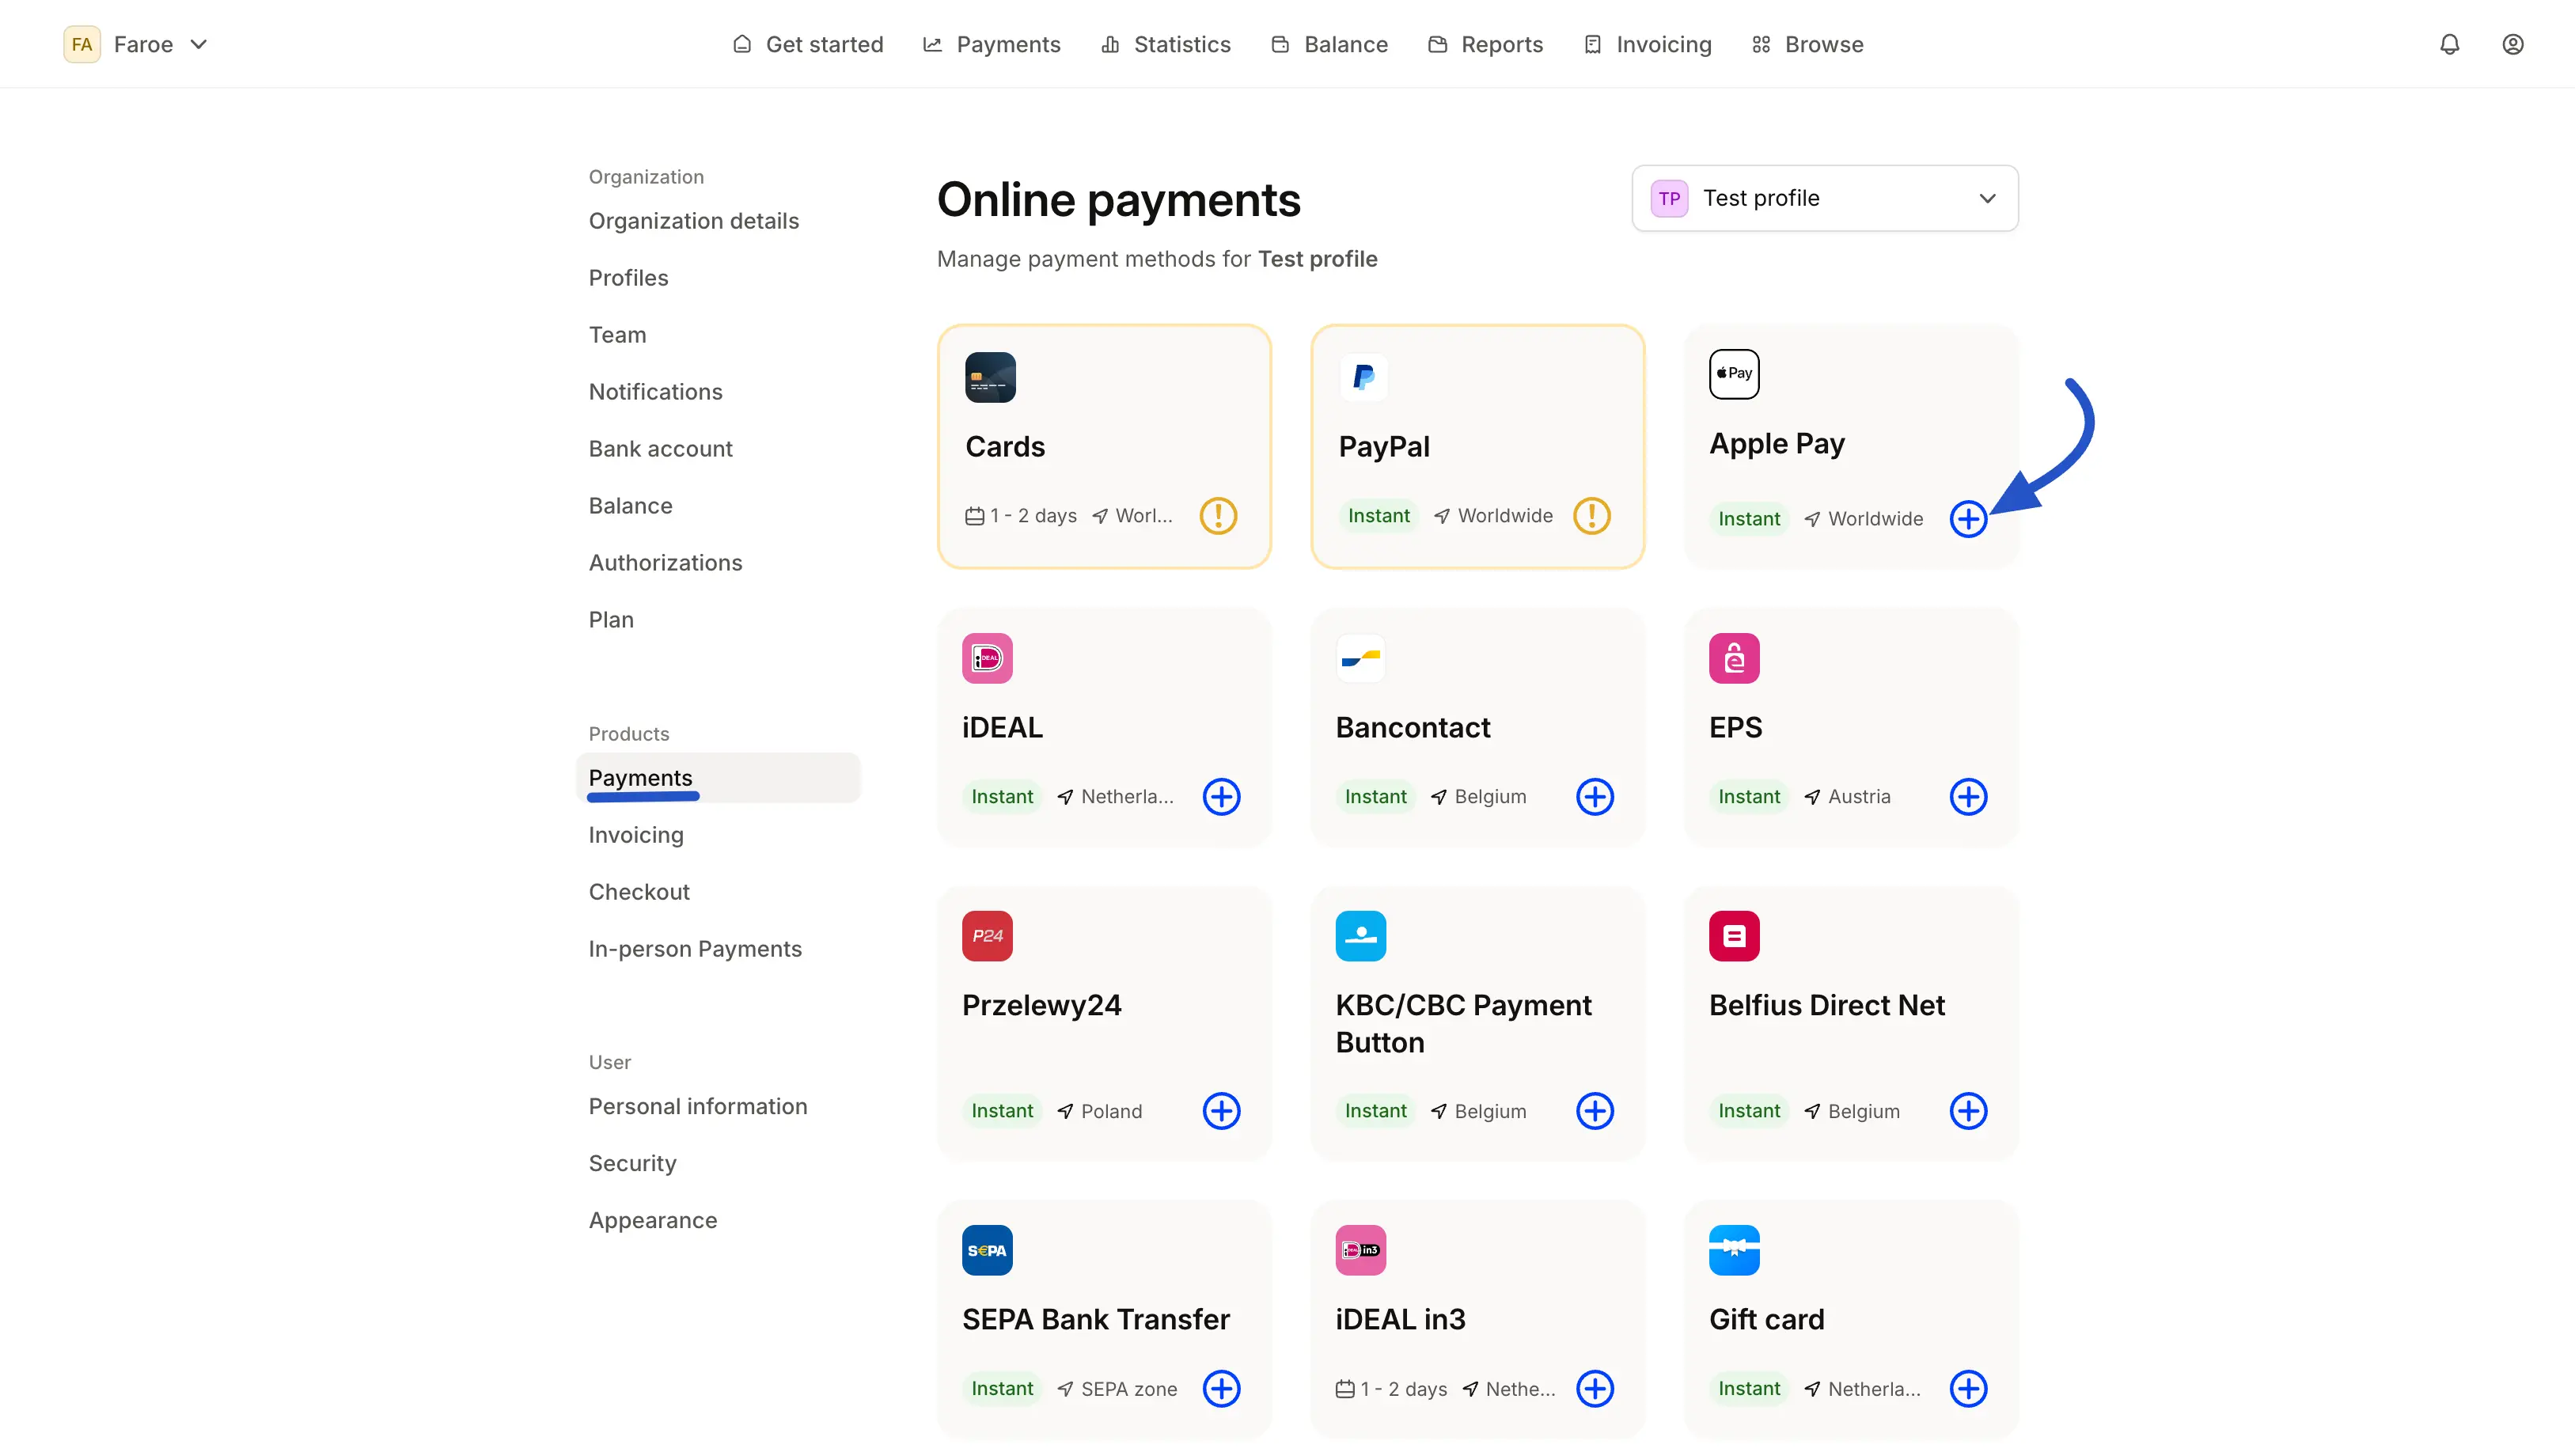 FA Faroe
Get started
Payments
Statistics
Balance
Reports
Invoicing
Browse
Organization
Organization details
Profiles
Team
Notifications
Bank account
Balance
Authorizations
Plan
Products
Payments
Invoicing
Checkout
In-person Payments
User
Personal information
Security
Appearance
Online payments
Manage payment methods for Test profile
TP Test profile
Cards
1 - 2 days Worl...
PayPal
Instant Worldwide
Pay
Apple Pay
Instant Worldwide
iDEAL
iDEAL
Instant Netherla...
Bancontact
Instant Belgium
e
EPS
Instant Austria
P24
Przelewy24
Instant Poland
KBC/CBC Payment
Button
Instant Belgium
Belfius Direct Net
Instant Belgium
S€PA
SEPA Bank Transfer
Instant SEPA zone
iDEAL in3
iDEAL in3
1 - 2 days Nethe...
Gift card
Instant Netherla...